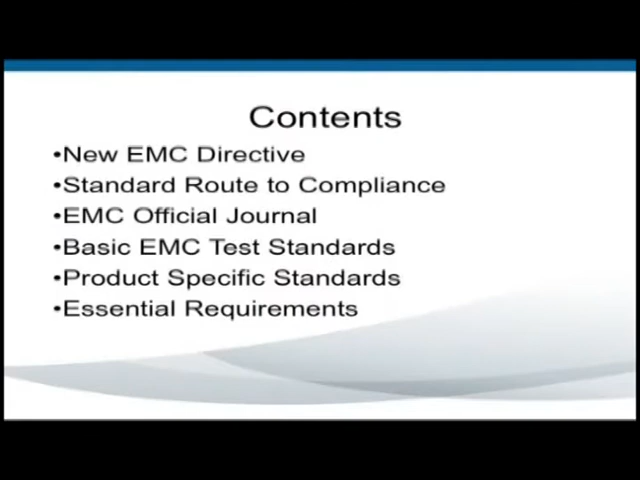 Contents
•New EMC Directive
•Standard Route to Compliance
•EMC Official Journal
•Basic EMC Test Standards
•Product Specific Standards
•Essential Requirements